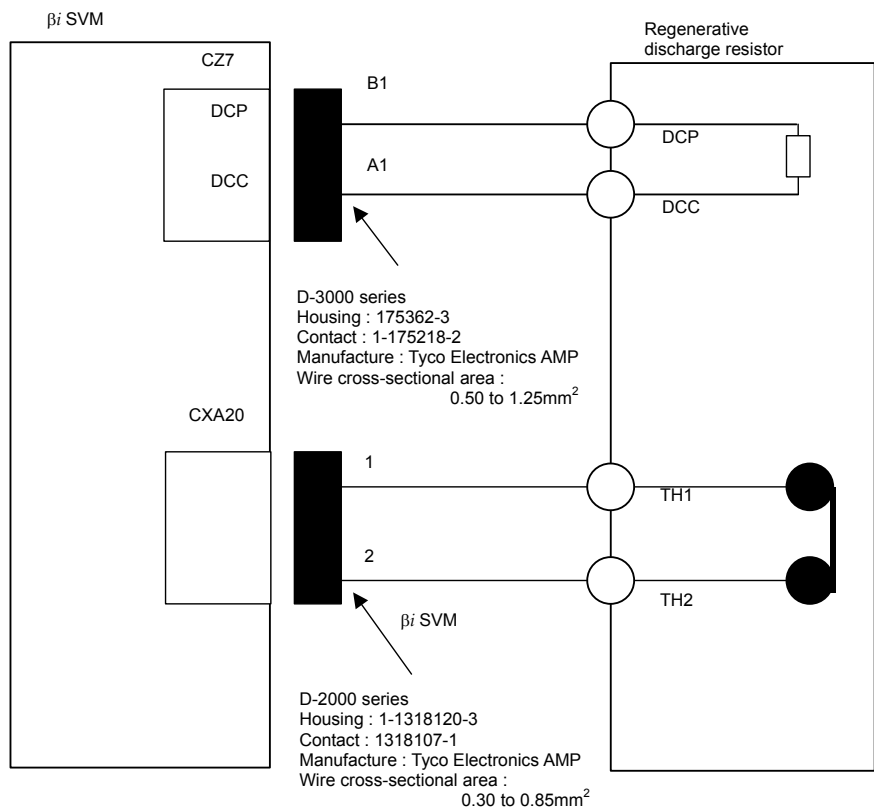 βi SVM
Regenerative
discharge resistor
CZ7
B1
DCP
DCP
A1
DCC
DCC
D-3000 series
Housing : 175362-3
Contact : 1-175218-2
Manufacture : Tyco Electronics AMP
Wire cross-sectional area :
0.50 to 1.25mm²
CXA20
1
TH1
2
TH2
βi SVM
D-2000 series
Housing : 1-1318120-3
Contact : 1318107-1
Manufacture : Tyco Electronics AMP
Wire cross-sectional area :
0.30 to 0.85mm²